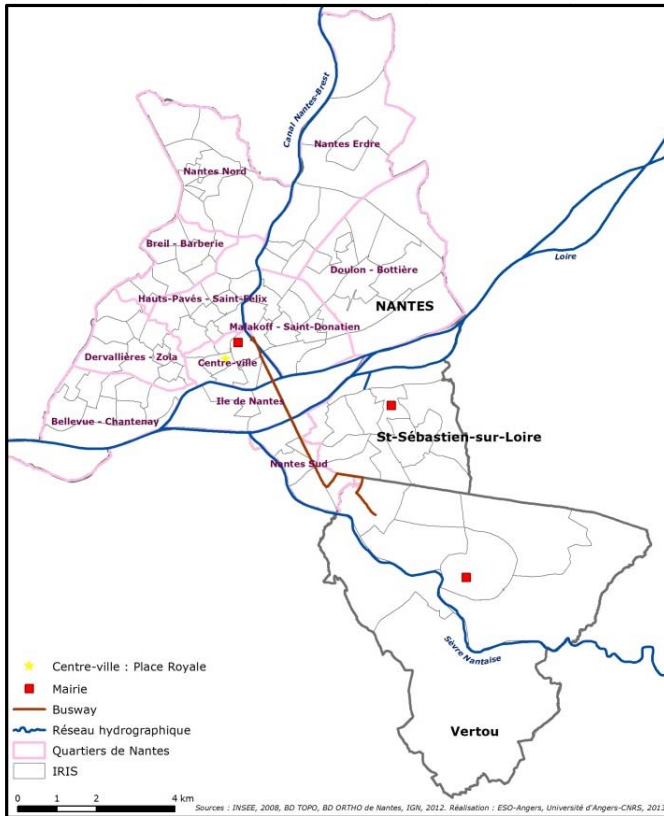 Canal Nantes-Brest
Nantes Erdre
Nantes Nord
Breil - Barberie
Doulon - Bottière
Loire
Hauts-Pavés - Saint-Felix
NANTES
Malakoff - Saint-Donatien
Dervallières - Zola
Centre-ville
Ile de Nantes
Bellevue - Chantenay
St-Sébastien-sur-Loire
Nantes Sud
Sèvre Nantaise
Vertou
Centre-ville : Place Royale
Mairie
Busway
Réseau hydrographique
Quartiers de Nantes
IRIS
0 1 2 4 km
Sources : INSEE, 2008, BD TOPO, BD ORTHO de Nantes, IGN, 2012. Réalisation : ESO-Angers, Université d'Angers-CNRS, 2013